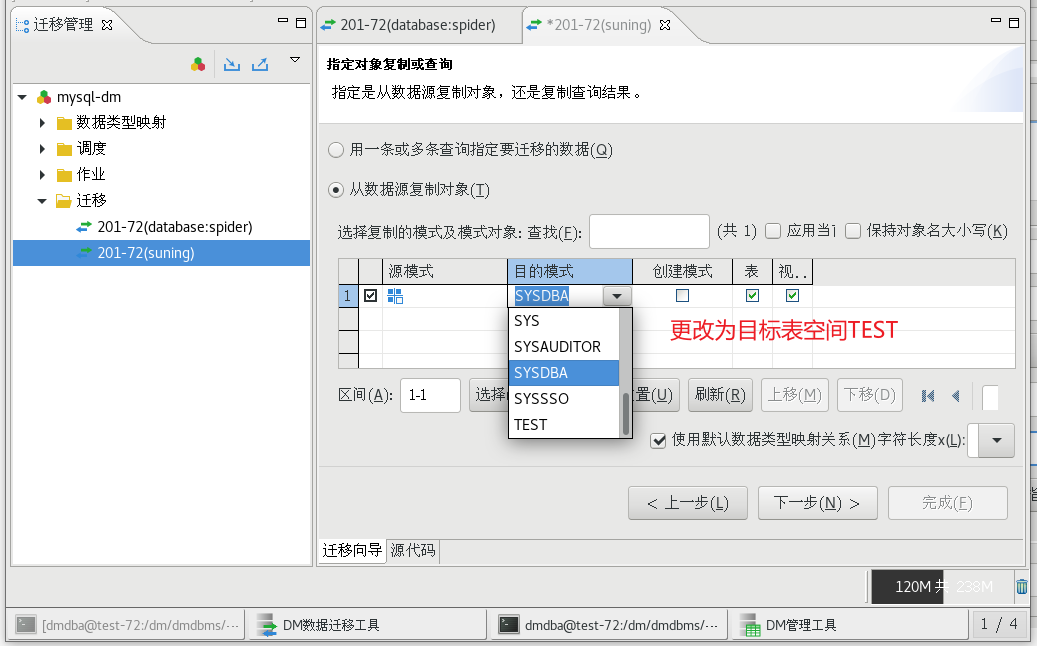 迁移管理
201-72(database:spider)
*201-72(suning)
mysql-dm
数据类型映射
调度
作业
迁移
201-72(database:spider)
201-72(suning)
指定对象复制或查询
指定是从数据源复制对象，还是复制查询结果。
用一条或多条查询指定要迁移的数据(Q)
从数据源复制对象(T)
选择复制的模式及模式对象: 查找(F):
(共 1)
应用当前
保持对象名大小写(K)
源模式 目的模式 创建模式 表 视..
1 SYSDBA
SYS
SYSAUDITOR
SYSDBA
SYSSSO
TEST
更改为目标表空间TEST
区间(A): 1-1 选择 置(U) 刷新(R) 上移(M) 下移(D)
使用默认数据类型映射关系(M)字符长度x(L):
< 上一步(L) 下一步(N) > 完成(F)
迁移向导 源代码
120M 共 238M
[dmdba@test-72:/dm/dmdbms/··· DM数据迁移工具 dmdba@test-72:/dm/dmdbms/··· DM管理工具 1 / 4